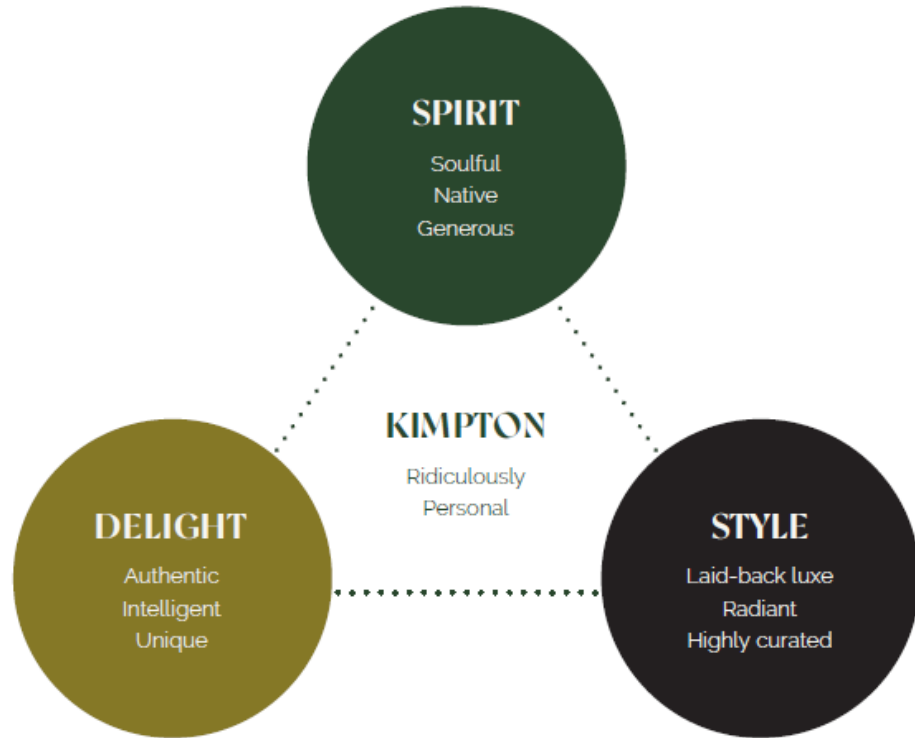 SPIRIT
Soulful
Native
Generous
KIMPTON
Ridiculously
Personal
DELIGHT
Authentic
Intelligent
Unique
STYLE
Laid-back luxe
Radiant
Highly curated